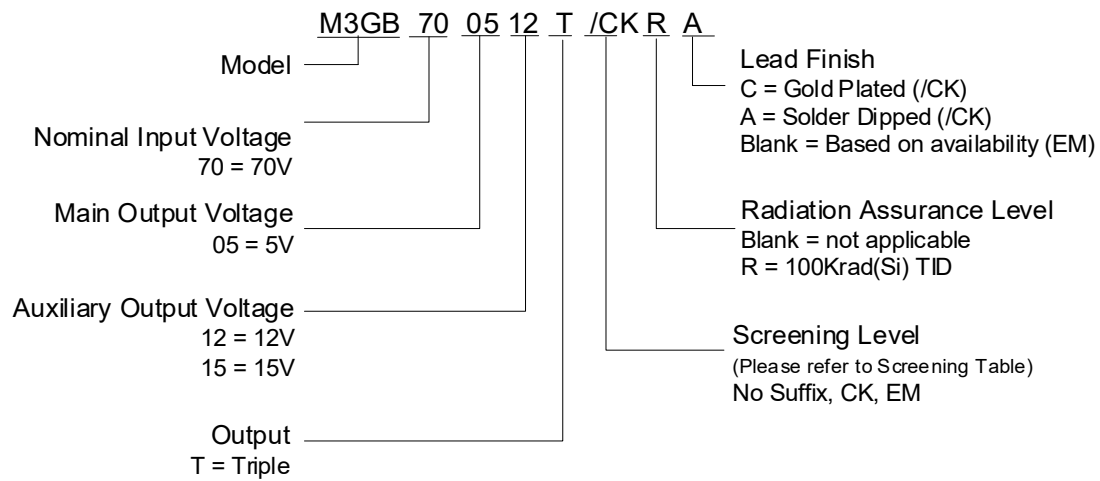 M3GB 70 05 12 T /CK R A
Model
Nominal Input Voltage
70 = 70V
Main Output Voltage
05 = 5V
Auxiliary Output Voltage
12 = 12V
15 = 15V
Output
T = Triple
Lead Finish
C = Gold Plated (/CK)
A = Solder Dipped (/CK)
Blank = Based on availability (EM)
Radiation Assurance Level
Blank = not applicable
R = 100Krad(Si) TID
Screening Level
(Please refer to Screening Table)
No Suffix, CK, EM